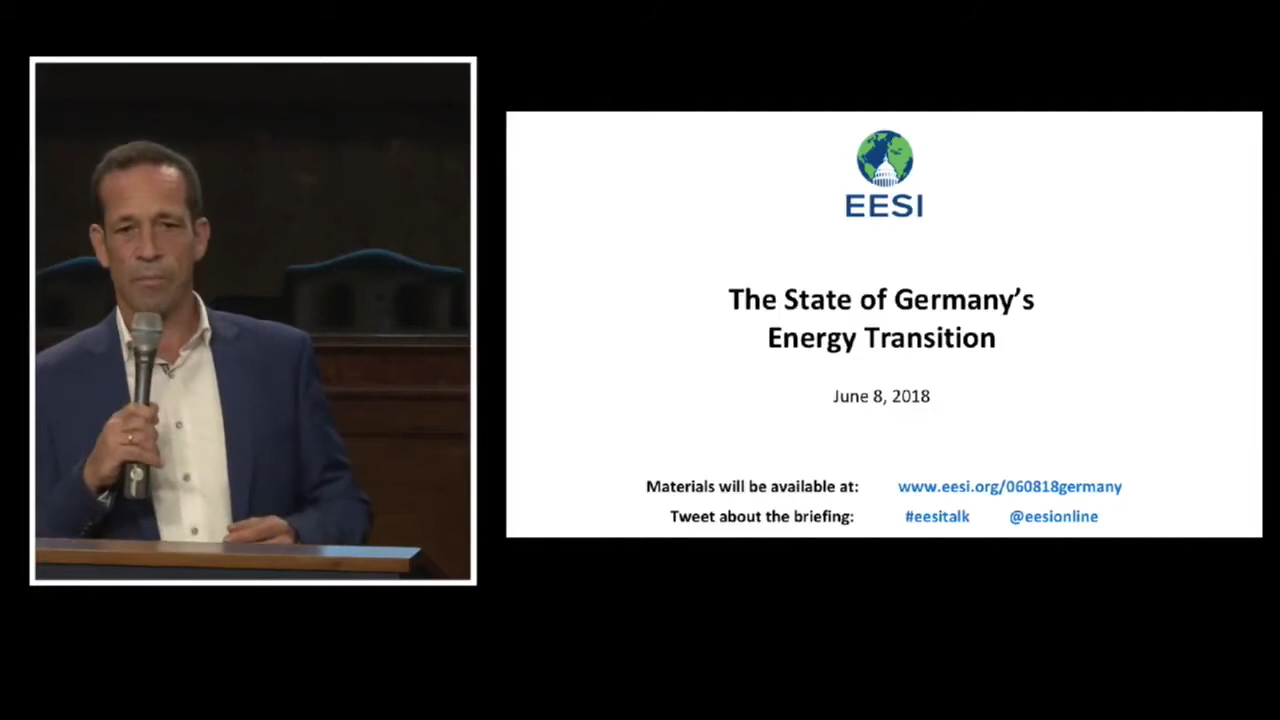 EESI
The State of Germany's
Energy Transition
June 8, 2018
Materials will be available at: www.eesi.org/060818germany
Tweet about the briefing: #eesitalk @eesionline